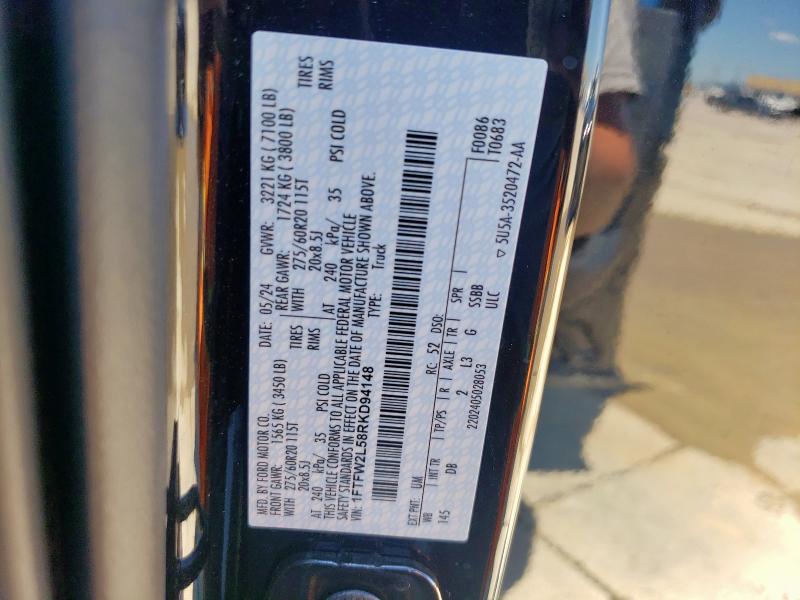 MFD. BY FORD MOTOR CO.
DATE: 05/24 GVWR: 3221 KG ( 7100 LB)
FRONT GAWR: 1565 KG ( 3450 LB) REAR GAWR: 1724 KG ( 3800 LB)
WITH 275/60R20 115T TIRES WITH 275/60R20 115T TIRES
20x8.5J RIMS 20x8.5J RIMS
AT 240 kPa/ 35 PSI COLD AT 240 kPa/ 35 PSI COLD
THIS VEHICLE CONFORMS TO ALL APPLICABLE FEDERAL MOTOR VEHICLE
SAFETY STANDARDS IN EFFECT ON THE DATE OF MANUFACTURE SHOWN ABOVE.
VIN: 1FTFW2L58RKD94148 TYPE: Truck
EXT PNT: UM RC: 52 DSO: F0086
WB INT TR TP/PS R AXLE TR SPR T0683
145 DB 2 L3 G SSBB
2202405028053 ULC
5U5A-3520472-AA